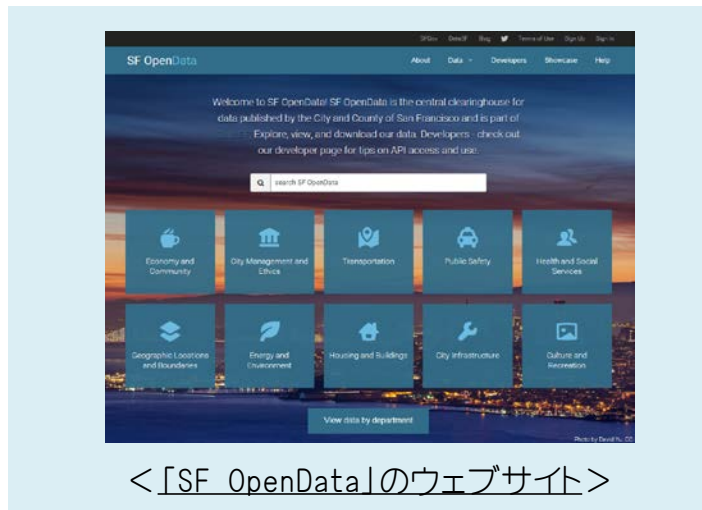 SFGov DataSF Blog Terms of Use Sign Up Sign In
SF OpenData About Data Developers Showcase Help
Welcome to SF OpenData! SF OpenData is the central clearinghouse for
data published by the City and County of San Francisco and is part of
Explore, view, and download our data. Developers - check out
our developer page for tips on API access and use.
search SF OpenData
Economy and
Community
City Management and
Ethics
Transportation
Public Safety
Health and Social
Services
Geographic Locations
and Boundaries
Energy and
Environment
Housing and Buildings
City Infrastructure
Culture and
Recreation
View data by department
Photo by David Yu, CC
<「SF OpenData」のウェブサイト>